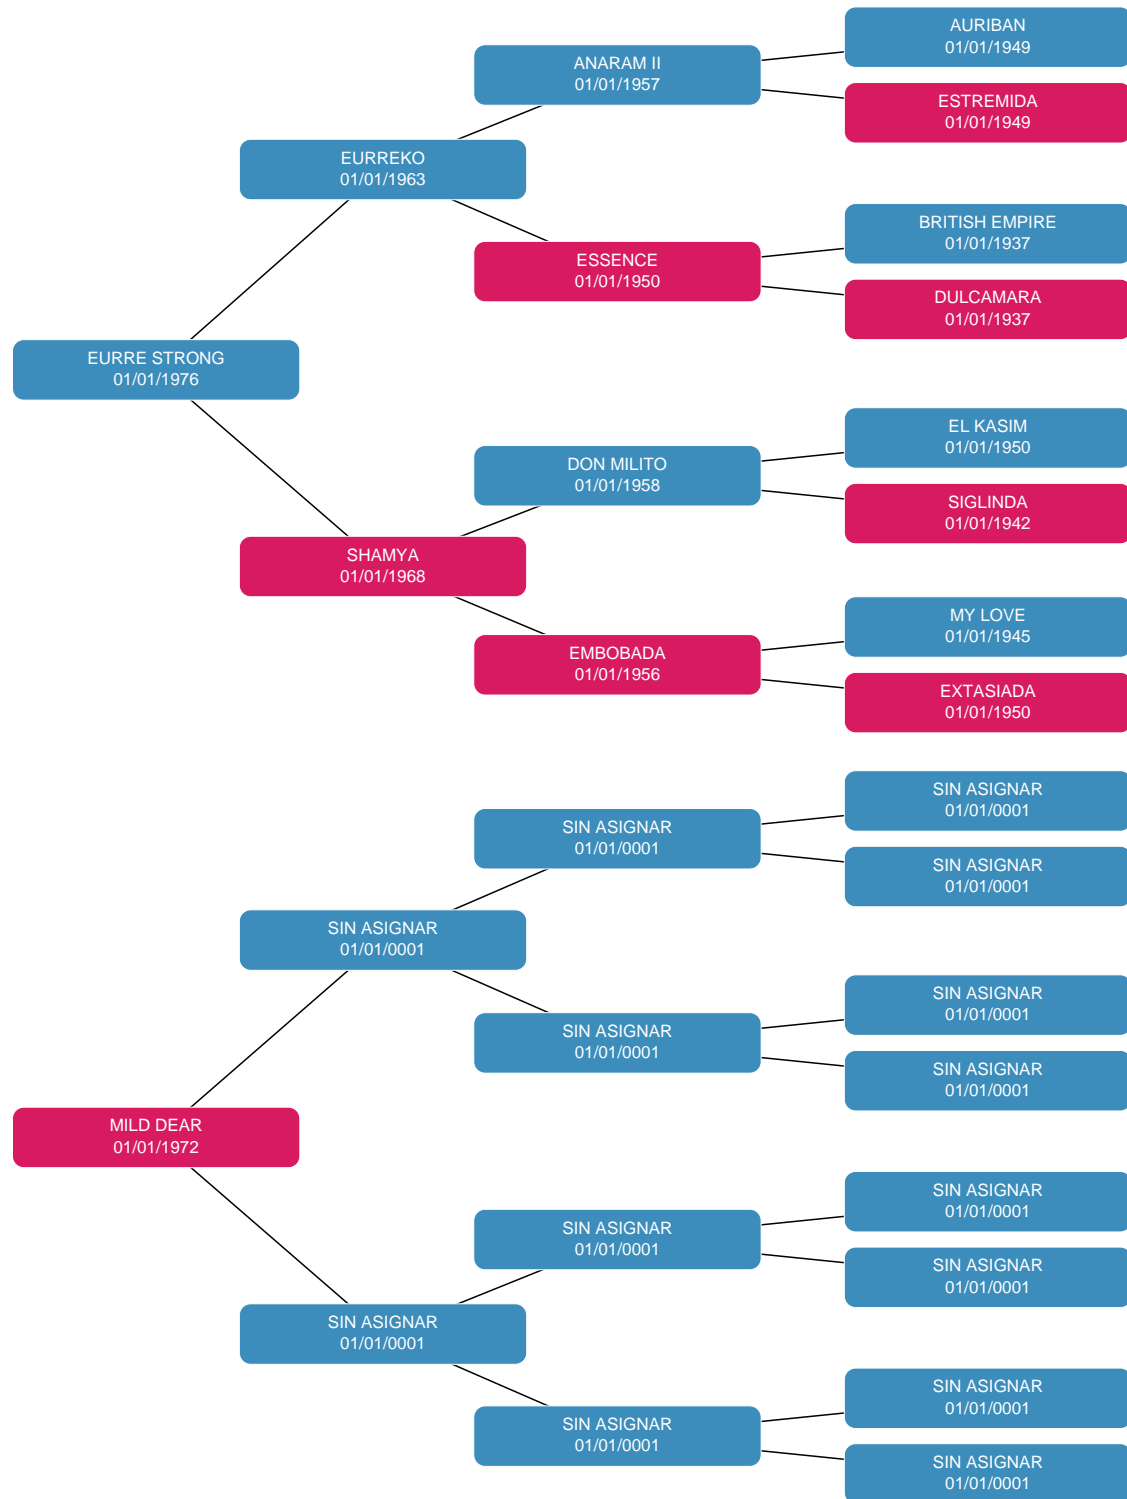 AURIBAN
01/01/1949
ANARAM II
01/01/1957
ESTREMIDA
01/01/1949
EURREKO
01/01/1963
BRITISH EMPIRE
01/01/1937
ESSENCE
01/01/1950
DULCAMARA
01/01/1937
EURRE STRONG
01/01/1976
EL KASIM
01/01/1950
DON MILITO
01/01/1958
SIGLINDA
01/01/1942
SHAMYA
01/01/1968
MY LOVE
01/01/1945
EMBOBADA
01/01/1956
EXTASIADA
01/01/1950
SIN ASIGNAR
01/01/0001
SIN ASIGNAR
01/01/0001
SIN ASIGNAR
01/01/0001
SIN ASIGNAR
01/01/0001
SIN ASIGNAR
01/01/0001
SIN ASIGNAR
01/01/0001
SIN ASIGNAR
01/01/0001
MILD DEAR
01/01/1972
SIN ASIGNAR
01/01/0001
SIN ASIGNAR
01/01/0001
SIN ASIGNAR
01/01/0001
SIN ASIGNAR
01/01/0001
SIN ASIGNAR
01/01/0001
SIN ASIGNAR
01/01/0001
SIN ASIGNAR
01/01/0001